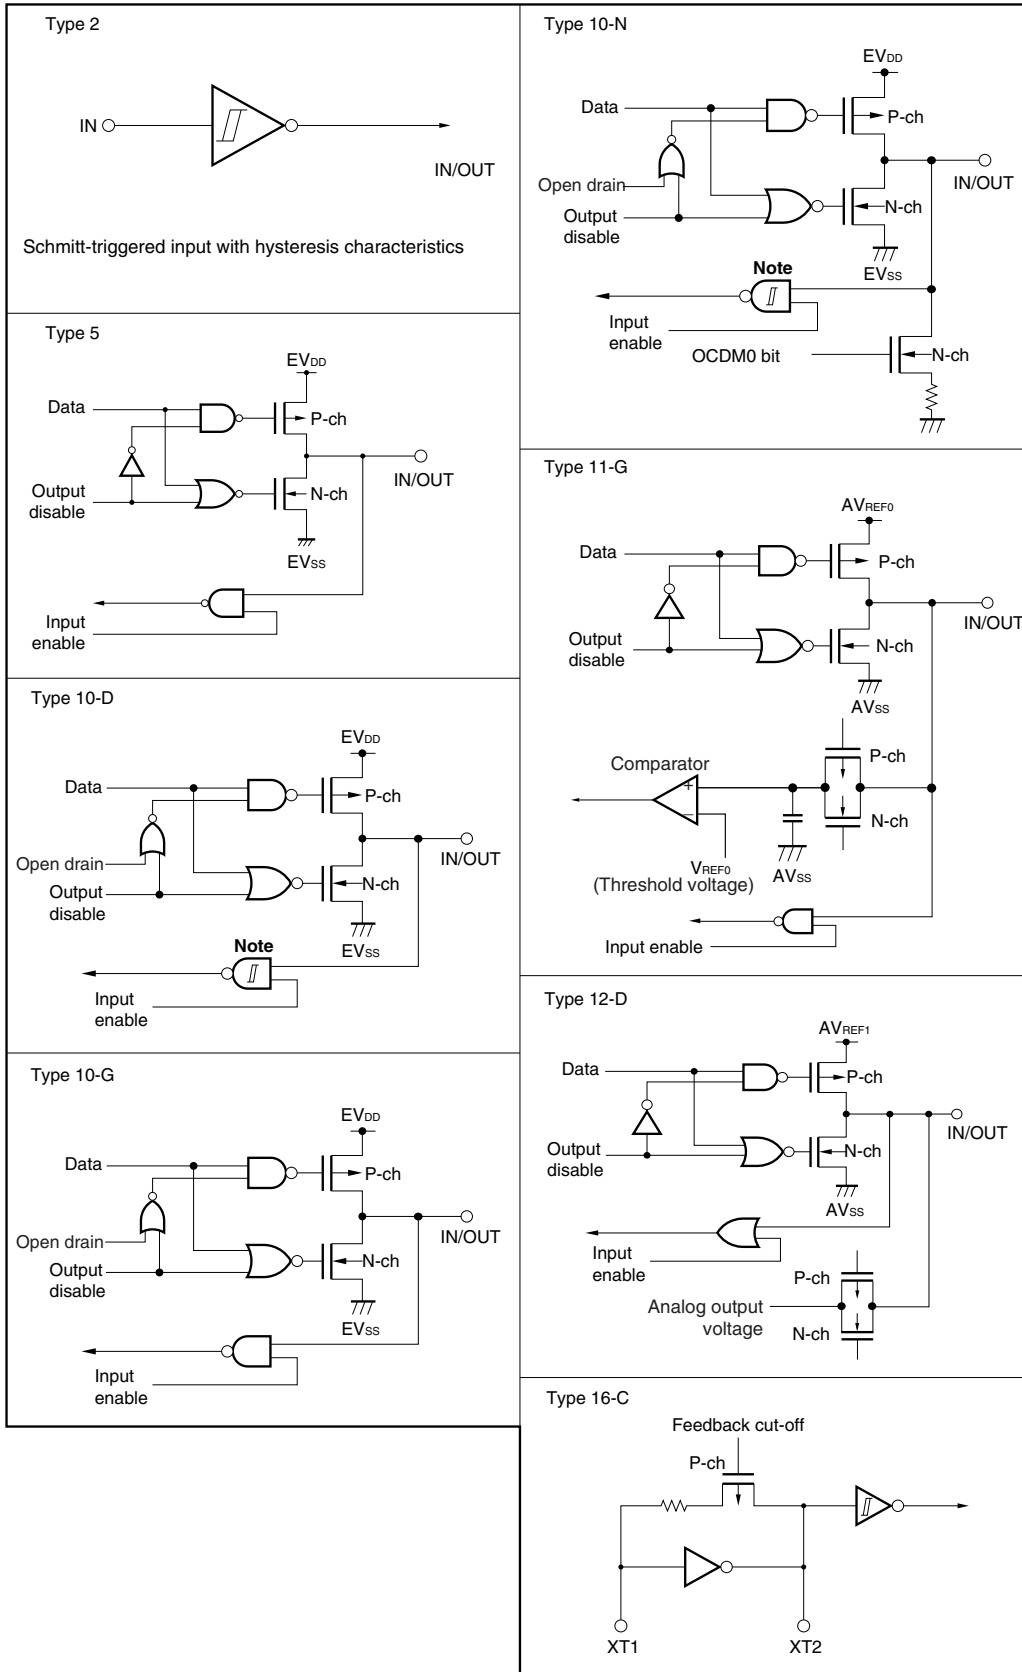 Type 2
IN
IN/OUT
Schmitt-triggered input with hysteresis characteristics
Type 5
EVDD
Data
P-ch
IN/OUT
Output
disable
N-ch
EVSS
Input
enable
Type 10-D
EVDD
Data
P-ch
Open drain
IN/OUT
Output
disable
N-ch
EVSS
Note
Input
enable
Type 10-G
EVDD
Data
P-ch
Open drain
IN/OUT
Output
disable
N-ch
EVSS
Input
enable
Type 10-N
EVDD
Data
P-ch
Open drain
IN/OUT
Output
disable
N-ch
EVSS
Note
Input
enable
OCDM0 bit
N-ch
Type 11-G
AVREF0
Data
P-ch
IN/OUT
Output
disable
N-ch
AVSS
P-ch
Comparator
+
−
N-ch
VREF0
(Threshold voltage)
AVSS
Input enable
Type 12-D
AVREF1
Data
P-ch
IN/OUT
Output
disable
N-ch
AVSS
Input
enable
P-ch
Analog output
voltage
N-ch
Type 16-C
Feedback cut-off
P-ch
XT1
XT2